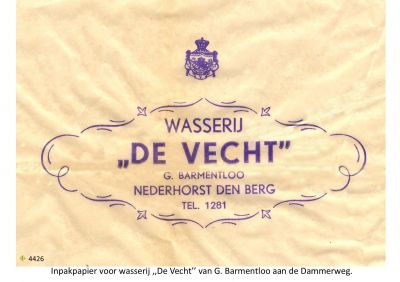 WASSERIJ
„DE VECHT”
G. BARMENTLOO
NEDERHORST DEN BERG
TEL. 1281
4426
Inpakpapier voor wasserij ,,De Vecht’’ van G. Barmentloo aan de Dammerweg.